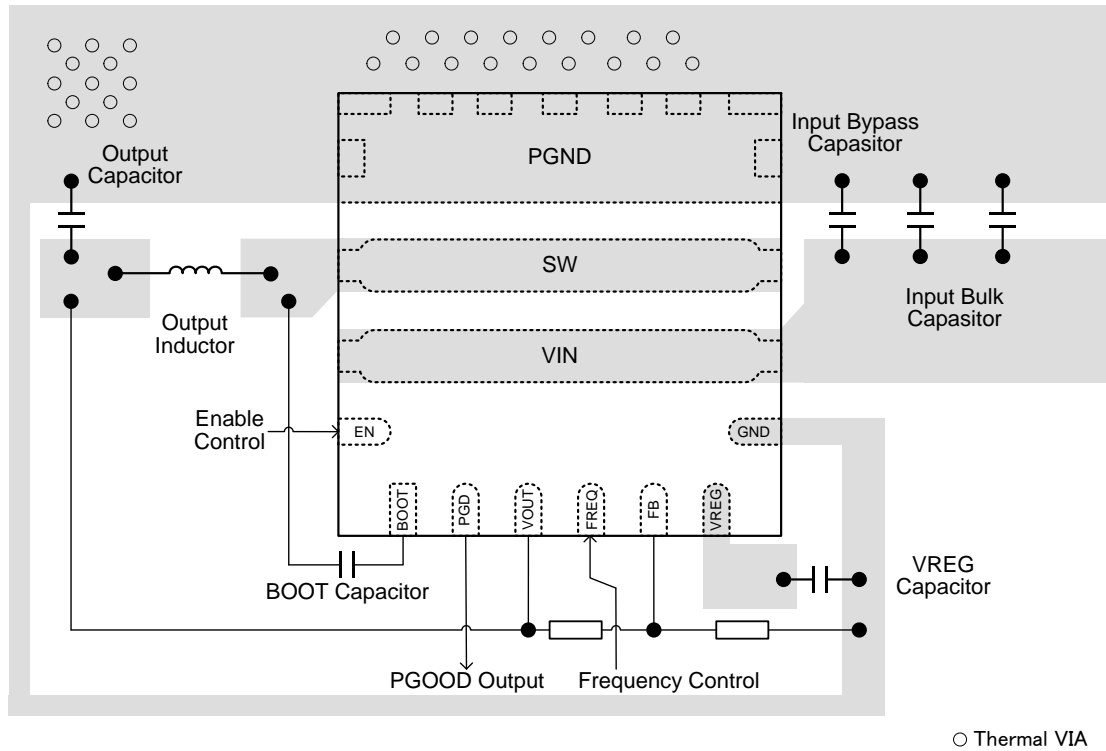 Output
Capacitor
PGND
Input Bypass
Capasitor
SW
Output
Inductor
Input Bulk
Capasitor
VIN
Enable
Control
EN
GND
BOOT
PGD
VOUT
FREQ
FB
VREG
BOOT Capacitor
VREG
Capacitor
PGOOD Output
Frequency Control
Thermal VIA